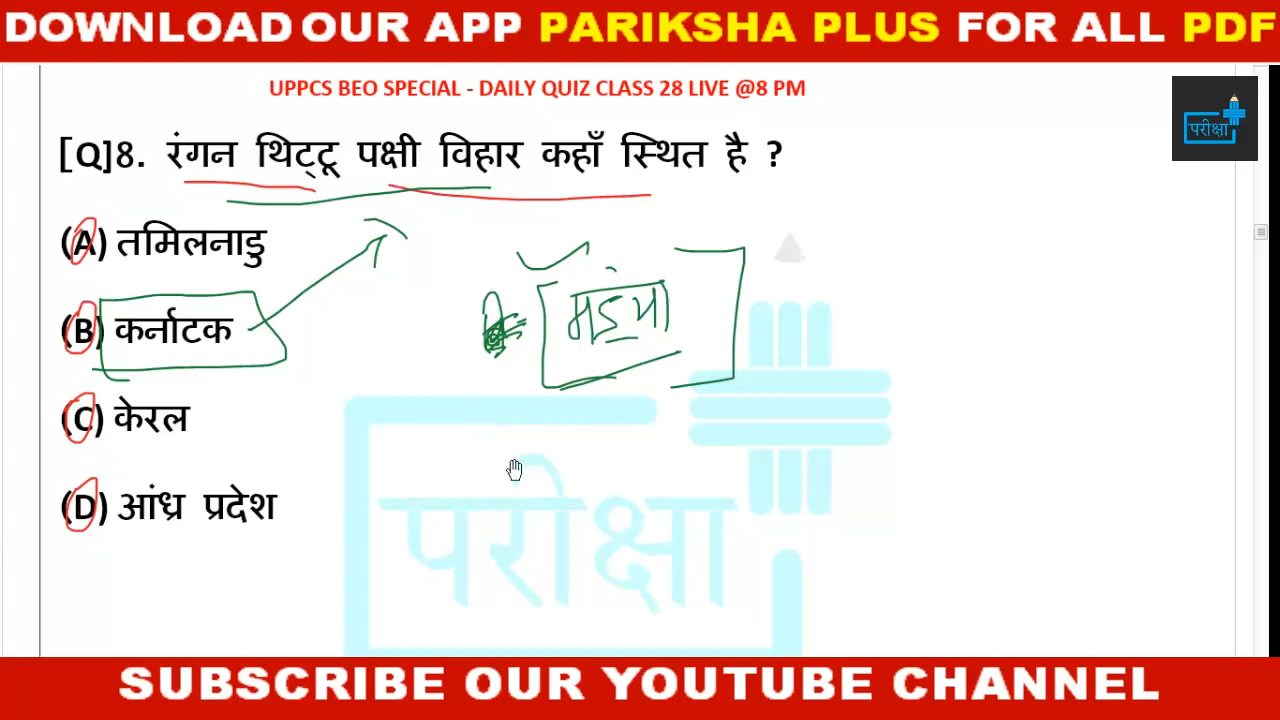 DOWNLOAD OUR APP PARIKSHA PLUS FOR ALL PDF
UPPCS BEO SPECIAL - DAILY QUIZ CLASS 28 LIVE @8 PM
परीक्षा
[Q]8. रंगन थिट्टू पक्षी विहार कहाँ स्थित है ?
(A) तमिलनाडु
(B) कर्नाटक
(C) केरल
(D) आंध्र प्रदेश
परीक्षा
SUBSCRIBE OUR YOUTUBE CHANNEL